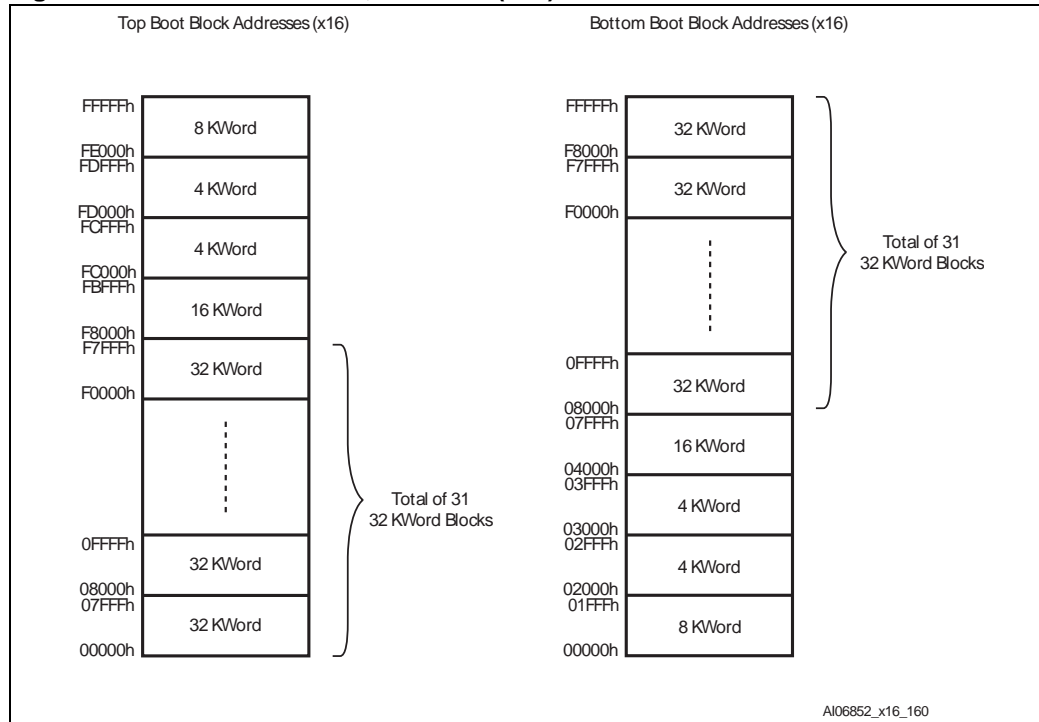 Top Boot Block Addresses (x16)
FFFFFh
8 KWord
FE000h
FDFFFh
4 KWord
FD000h
FCFFFh
4 KWord
FC000h
FBFFFh
16 KWord
F8000h
F7FFFh
32 KWord
F0000h
Total of 31
32 KWord Blocks
0FFFFh
32 KWord
08000h
07FFFh
32 KWord
00000h
Bottom Boot Block Addresses (x16)
FFFFFh
32 KWord
F8000h
F7FFFh
32 KWord
F0000h
Total of 31
32 KWord Blocks
0FFFFh
32 KWord
08000h
07FFFh
16 KWord
04000h
03FFFh
4 KWord
03000h
02FFFh
4 KWord
02000h
01FFFh
8 KWord
00000h
AI06852_x16_160